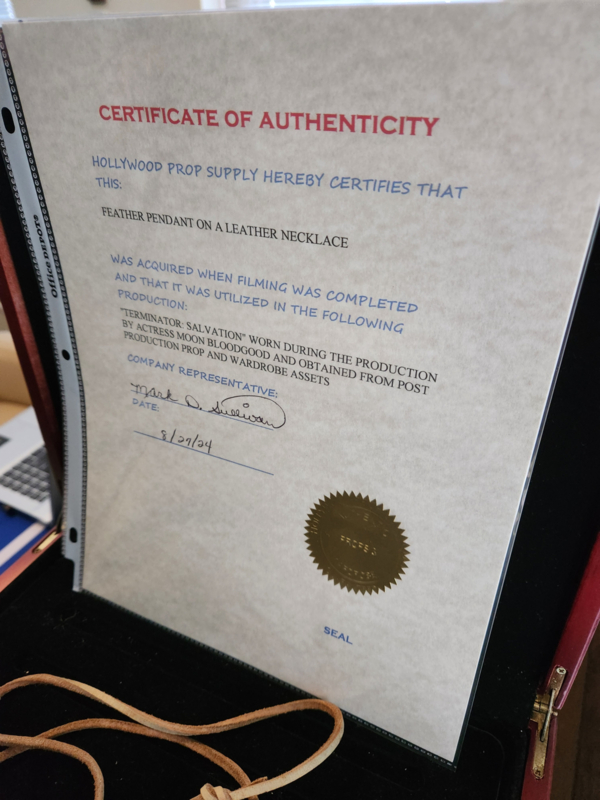 CERTIFICATE OF AUTHENTICITY
HOLLYWOOD PROP SUPPLY HEREBY CERTIFIES THAT
THIS:
FEATHER PENDANT ON A LEATHER NECKLACE
WAS ACQUIRED WHEN FILMING WAS COMPLETED
AND THAT IT WAS UTILIZED IN THE FOLLOWING
PRODUCTION:
"TERMINATOR: SALVATION" WORN DURING THE PRODUCTION
BY ACTRESS MOON BLOODGOOD AND OBTAINED FROM POST
PRODUCTION PROP AND WARDROBE ASSETS
COMPANY REPRESENTATIVE:
Mark D. Sullivan
DATE:
8/27/24
SEAL
Office DEPOT